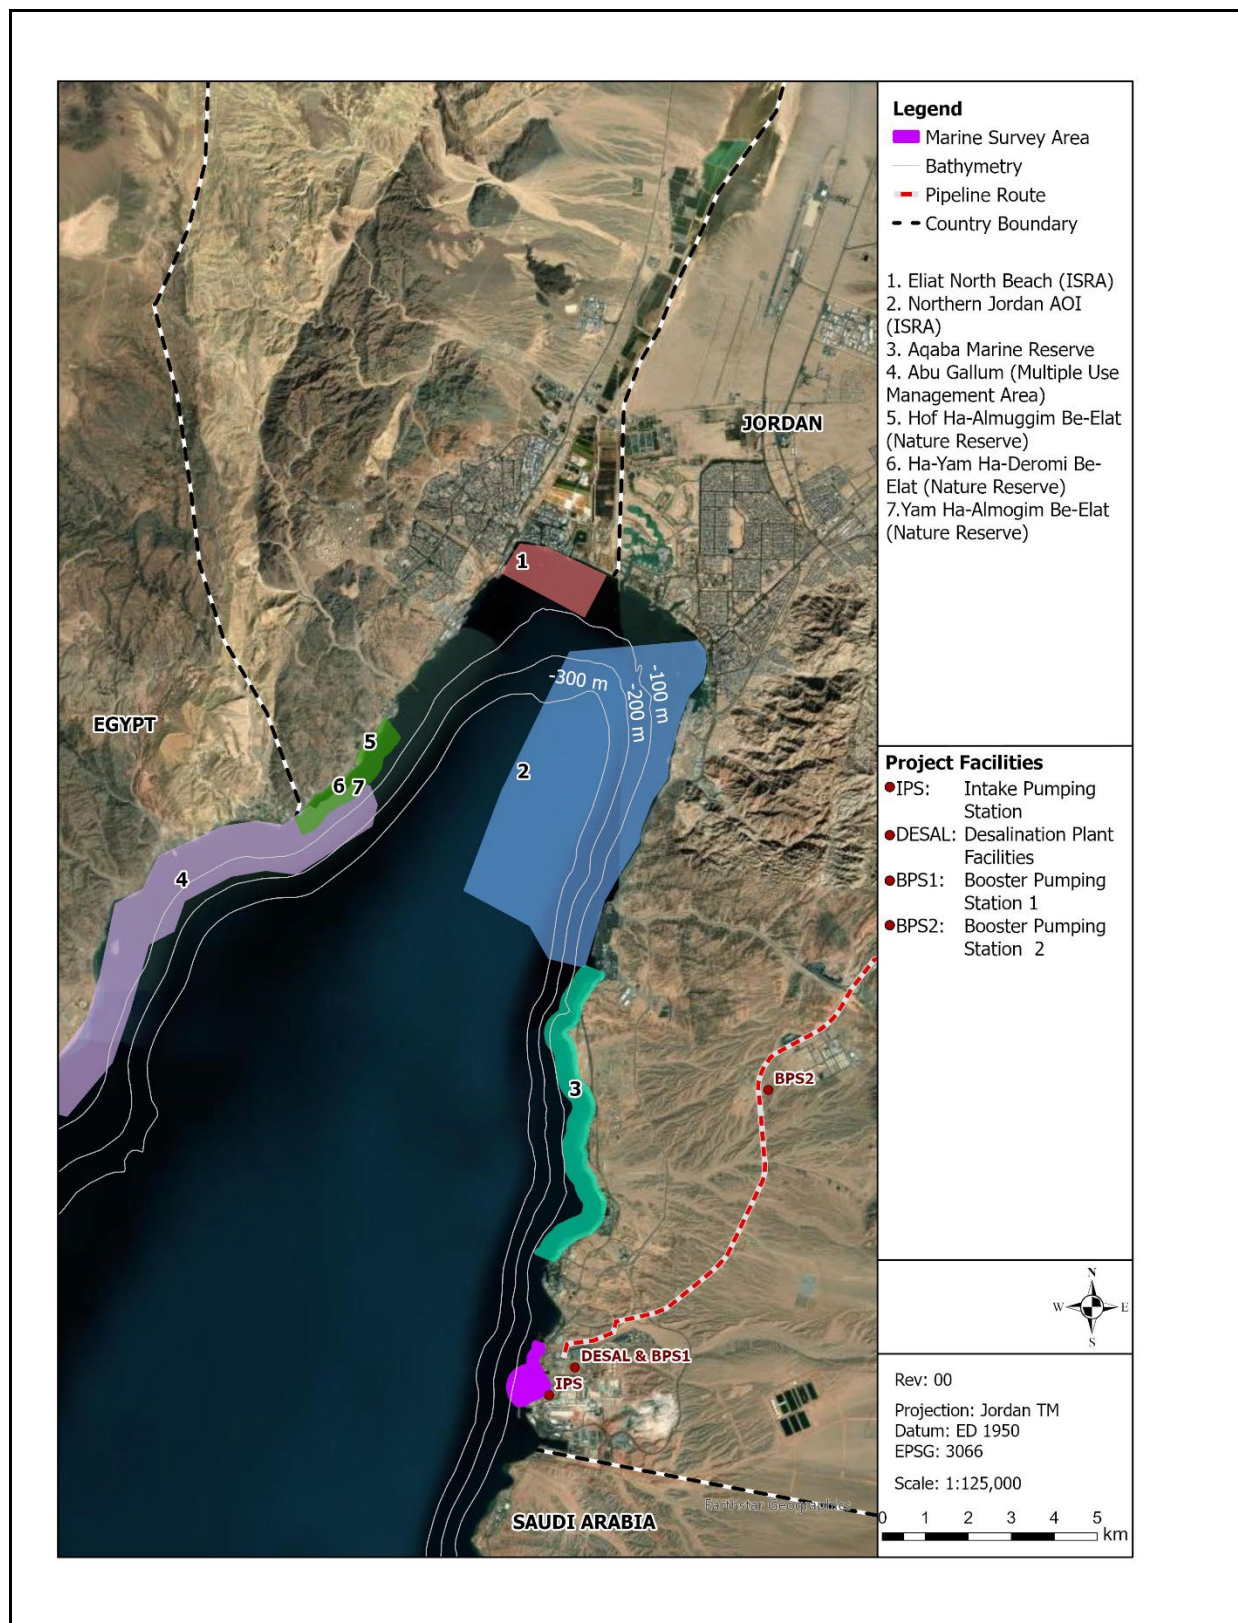 Legend
Marine Survey Area
Bathymetry
Pipeline Route
Country Boundary
1. Eliat North Beach (ISRA)
2. Northern Jordan AOI
(ISRA)
3. Aqaba Marine Reserve
4. Abu Gallum (Multiple Use
Management Area)
5. Hof Ha-Almuggim Be-Elat
(Nature Reserve)
6. Ha-Yam Ha-Deromi Be-
Elat (Nature Reserve)
7.Yam Ha-Almogim Be-Elat
(Nature Reserve)
JORDAN
1
-300 m
-200 m
-100 m
EGYPT
5
2
6 7
4
3
BPS2
DESAL & BPS1
IPS
Earthstar Geographics
SAUDI ARABIA
Project Facilities
IPS: Intake Pumping
Station
DESAL: Desalination Plant
Facilities
BPS1: Booster Pumping
Station 1
BPS2: Booster Pumping
Station 2
N
W E
S
Rev: 00
Projection: Jordan TM
Datum: ED 1950
EPSG: 3066
Scale: 1:125,000
0 1 2 3 4 5
km